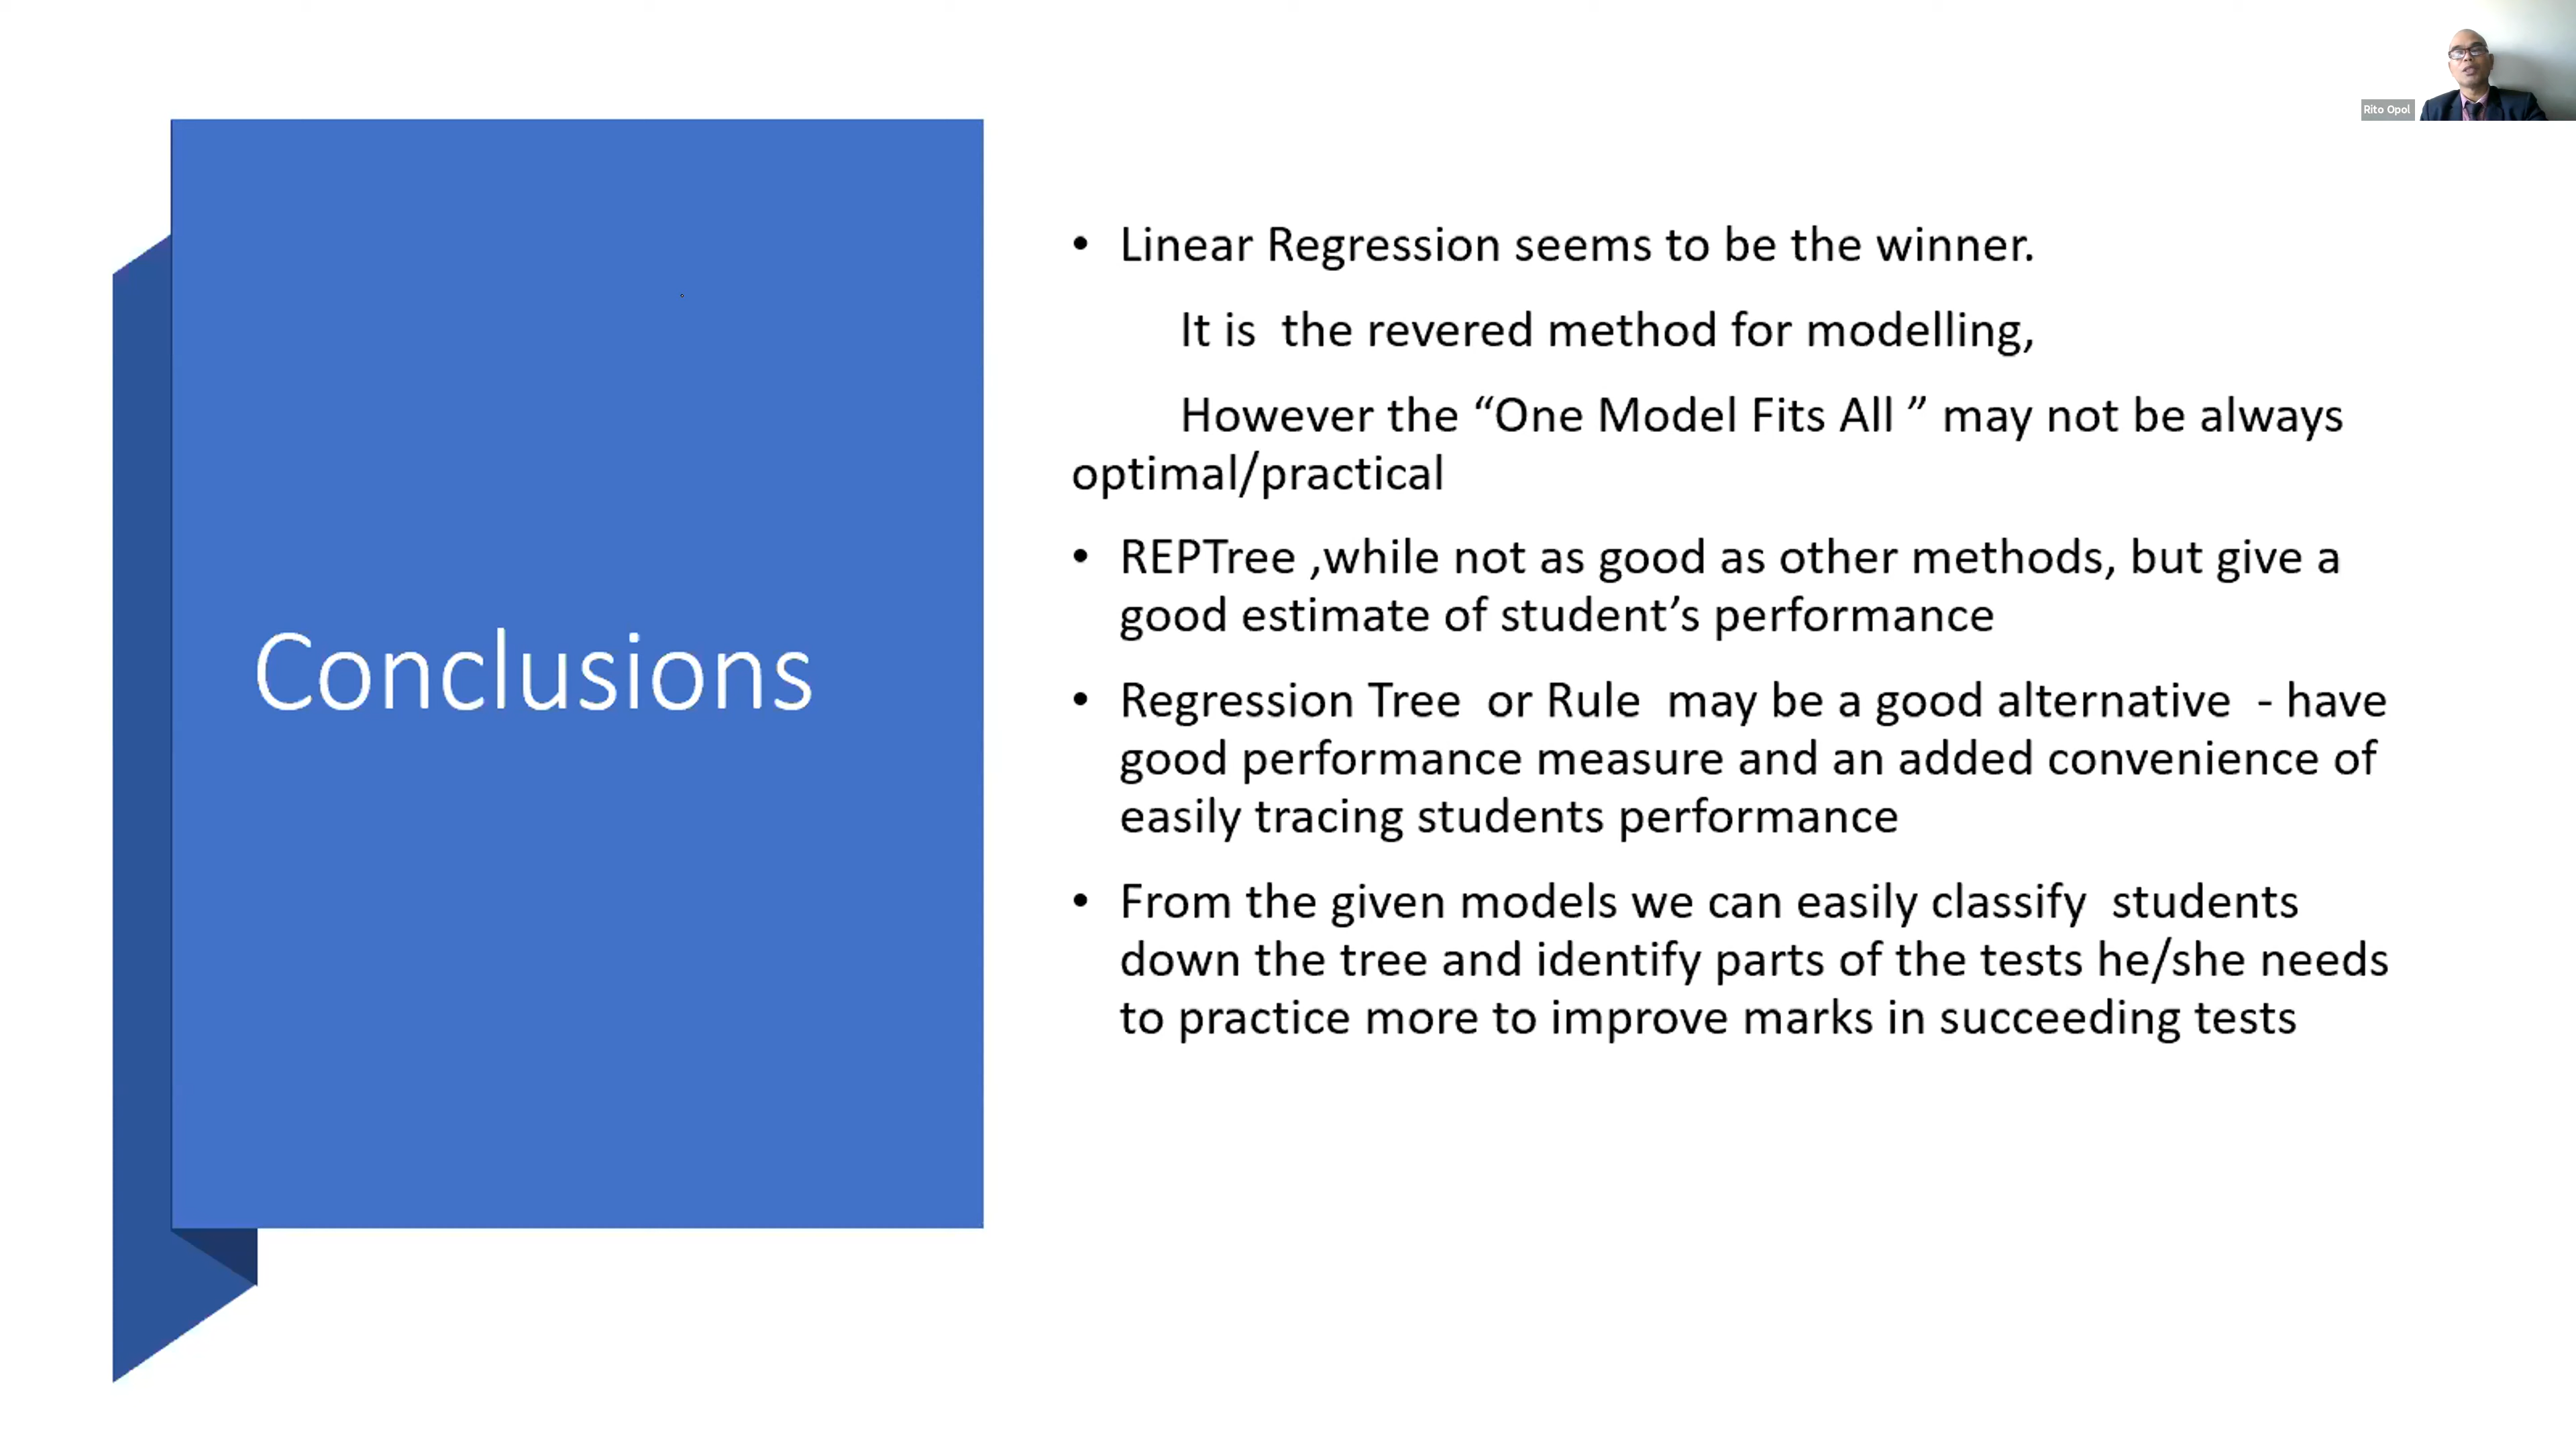 Rito Opol
Conclusions
• Linear Regression seems to be the winner.
It is  the revered method for modelling,
However the “One Model Fits All ” may not be always
optimal/practical
• REPTree ,while not as good as other methods, but give a
good estimate of student’s performance
• Regression Tree  or Rule  may be a good alternative  - have
good performance measure and an added convenience of
easily tracing students performance
• From the given models we can easily classify  students
down the tree and identify parts of the tests he/she needs
to practice more to improve marks in succeeding tests